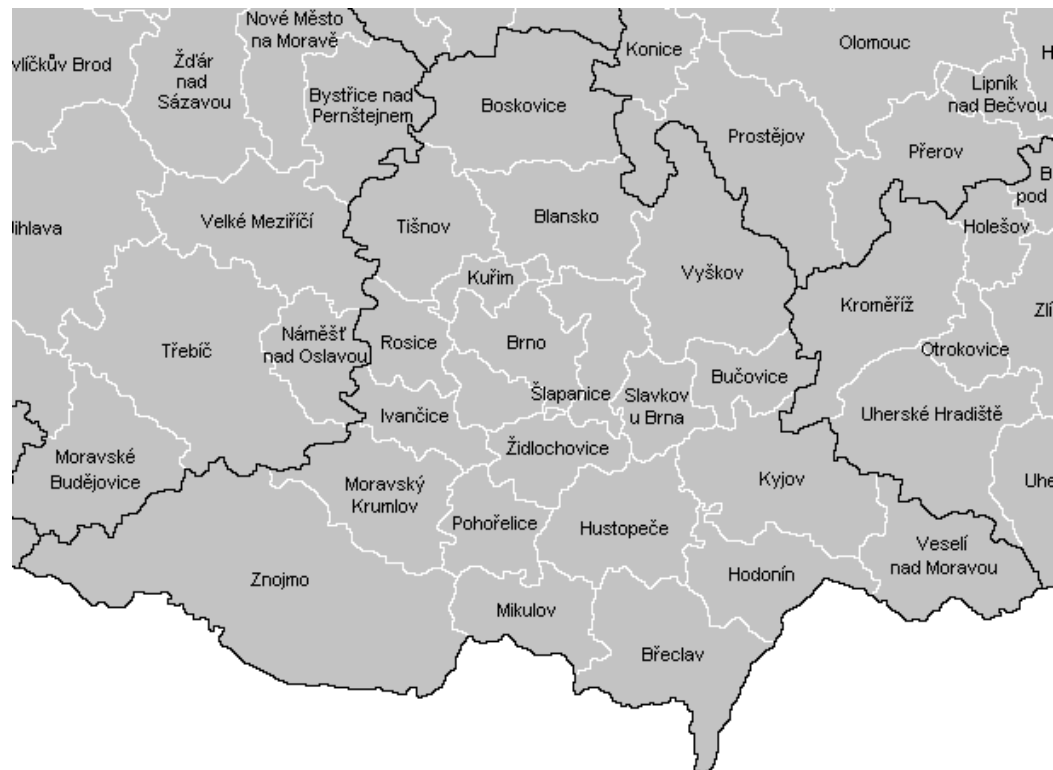 Nové Město
na Moravě
Konice
Olomouc
H
vlíčkův Brod
Žďár
nad
Sázavou
Bystřice nad
Pernštejnem
Boskovice
Lipník
nad Bečvou
Prostějov
Přerov
B
pod
Jihlava
Velké Meziříčí
Tišnov
Blansko
Holešov
Kuřim
Vyškov
Kroměříž
Zlí
Třebíč
Náměšť
nad Oslavou
Rosice
Brno
Otrokovice
Bučovice
Šlapanice
Slavkov
u Brna
Ivančice
Uherské Hradiště
Židlochovice
Moravské
Budějovice
Moravský
Krumlov
Kyjov
Uhe
Pohořelice
Hustopeče
Veselí
nad Moravou
Znojmo
Hodonín
Mikulov
Břeclav